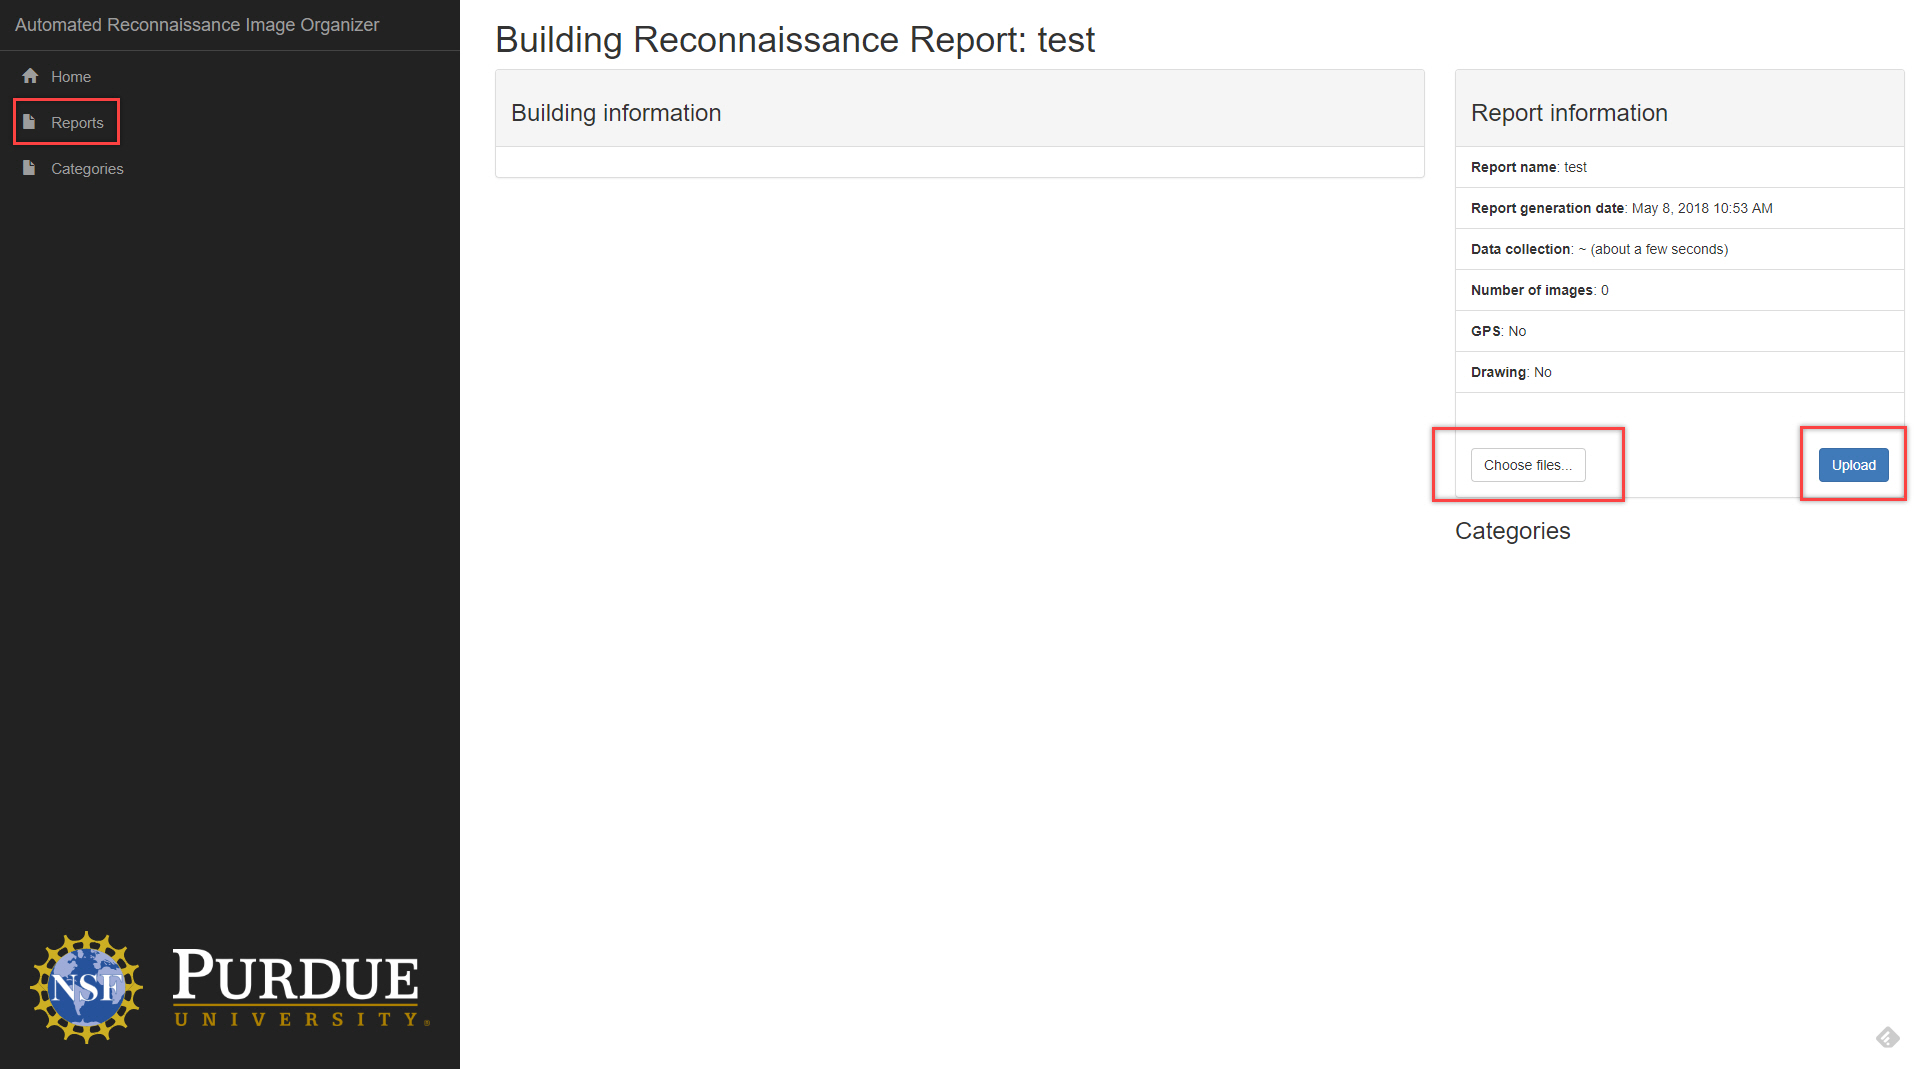 Automated Reconnaissance Image Organizer
Home
Reports
Categories
Building Reconnaissance Report: test
Building information
Report information
Report name: test
Report generation date: May 8, 2018 10:53 AM
Data collection: ~ (about a few seconds)
Number of images: 0
GPS: No
Drawing: No
Choose files...
Upload
Categories
NSF
PURDUE
UNIVERSITY®